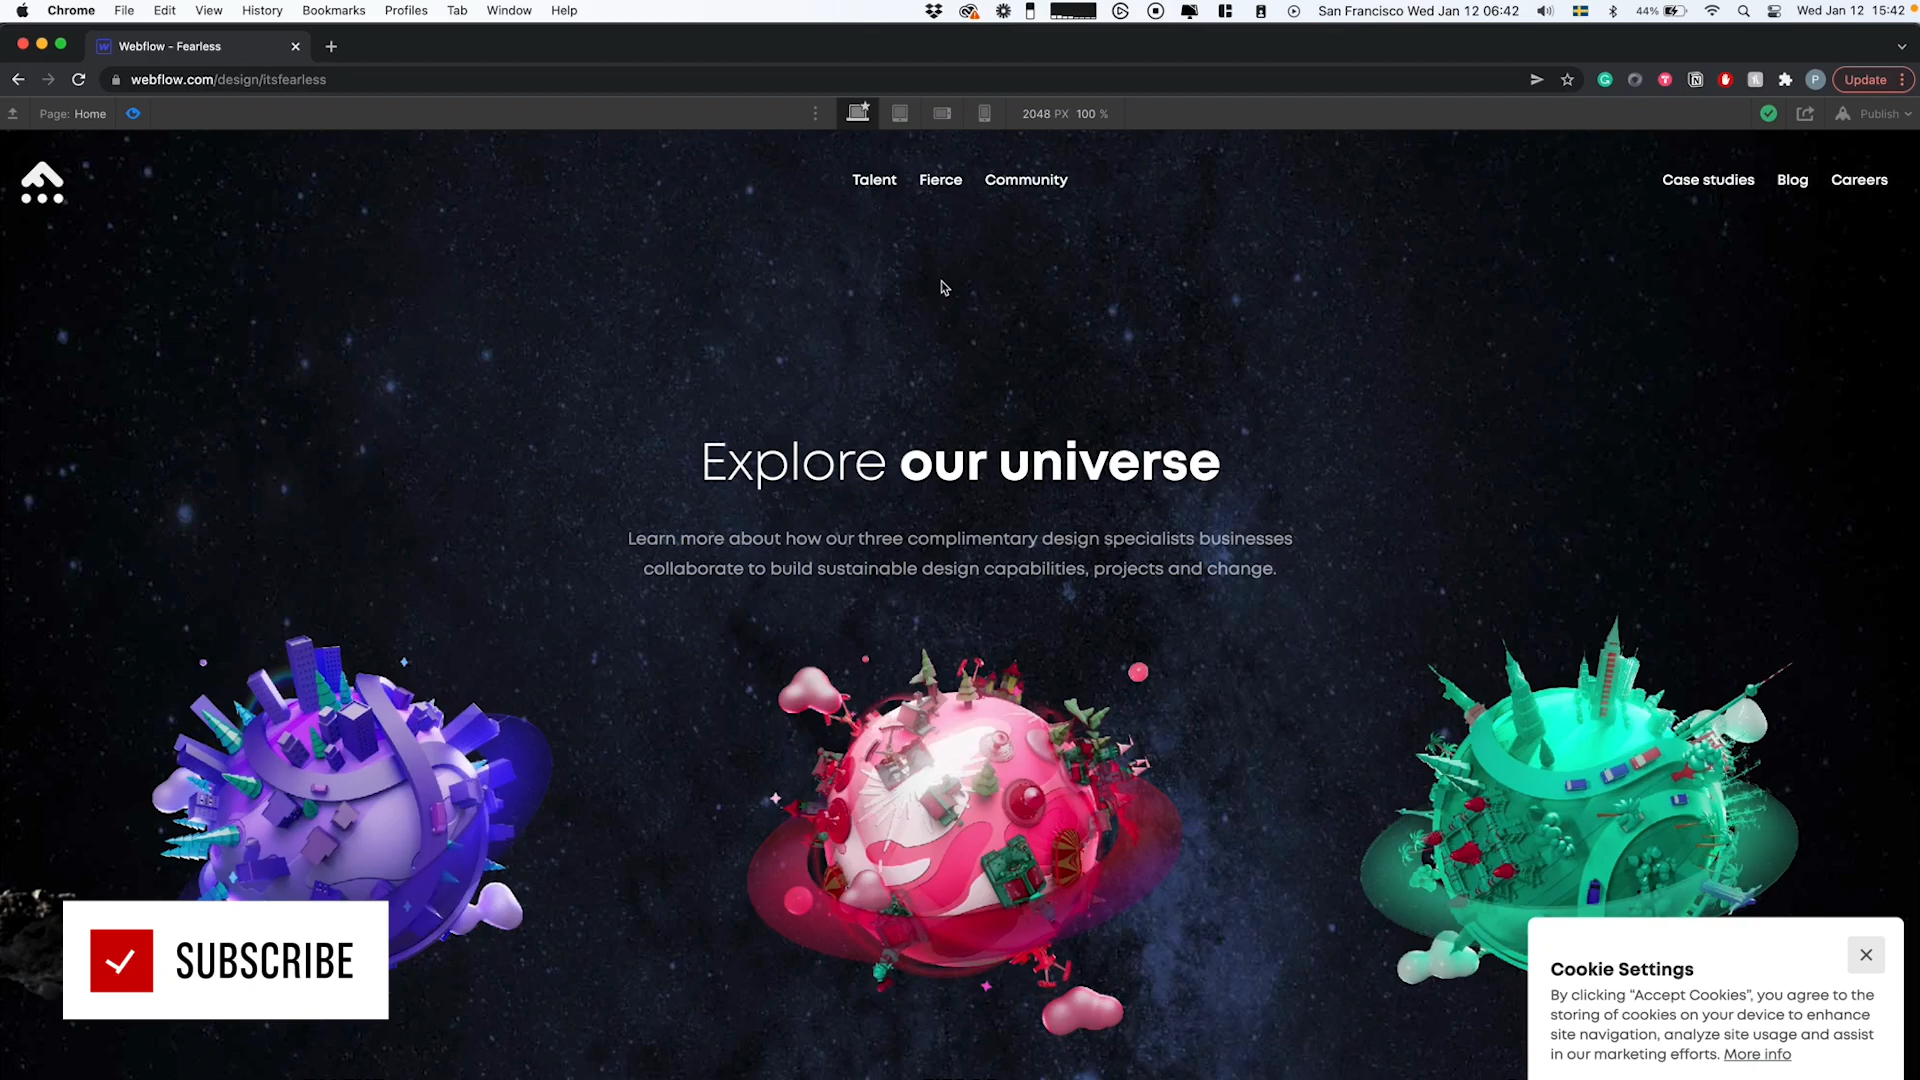 Chrome File Edit View History Bookmarks Profiles Tab Window Help San Francisco Wed Jan 12 06:42 44% Wed Jan 12 15:42
Webflow - Fearless
webflow.com/design/itsfearless P Update
Page: Home 2048 PX 100 % Publish
Talent Fierce Community Case studies Blog Careers
Explore our universe
Learn more about how our three complimentary design specialists businesses
collaborate to build sustainable design capabilities, projects and change.
SUBSCRIBE
Cookie Settings
By clicking “Accept Cookies”, you agree to the
storing of cookies on your device to enhance
site navigation, analyze site usage and assist
in our marketing efforts. More info